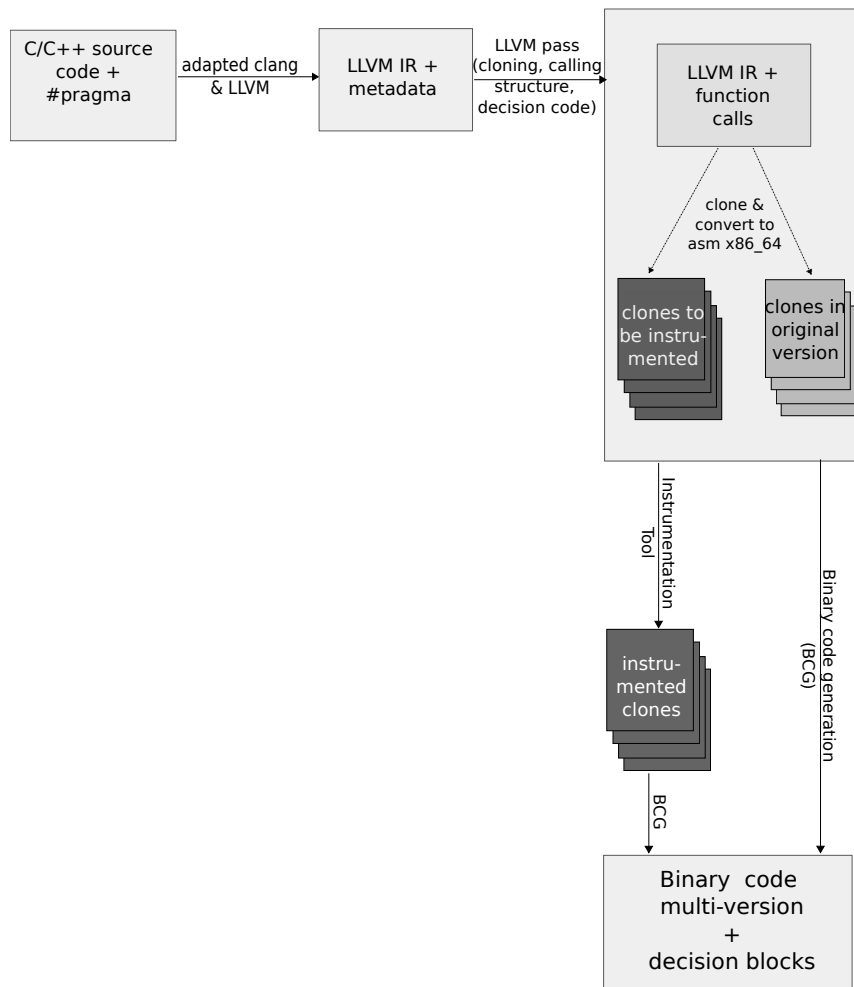 C/C++ source
code +
#pragma
adapted clang
& LLVM
LLVM IR +
metadata
LLVM pass
(cloning, calling
structure,
decision code)
LLVM IR +
function
calls
clone &
convert to
asm x86_64
clones to
be instru-
mented
clones in
original
version
Instrumentation
Tool
Binary code generation
(BCG)
instru-
mented
clones
BCG
Binary code
multi-version
+
decision blocks